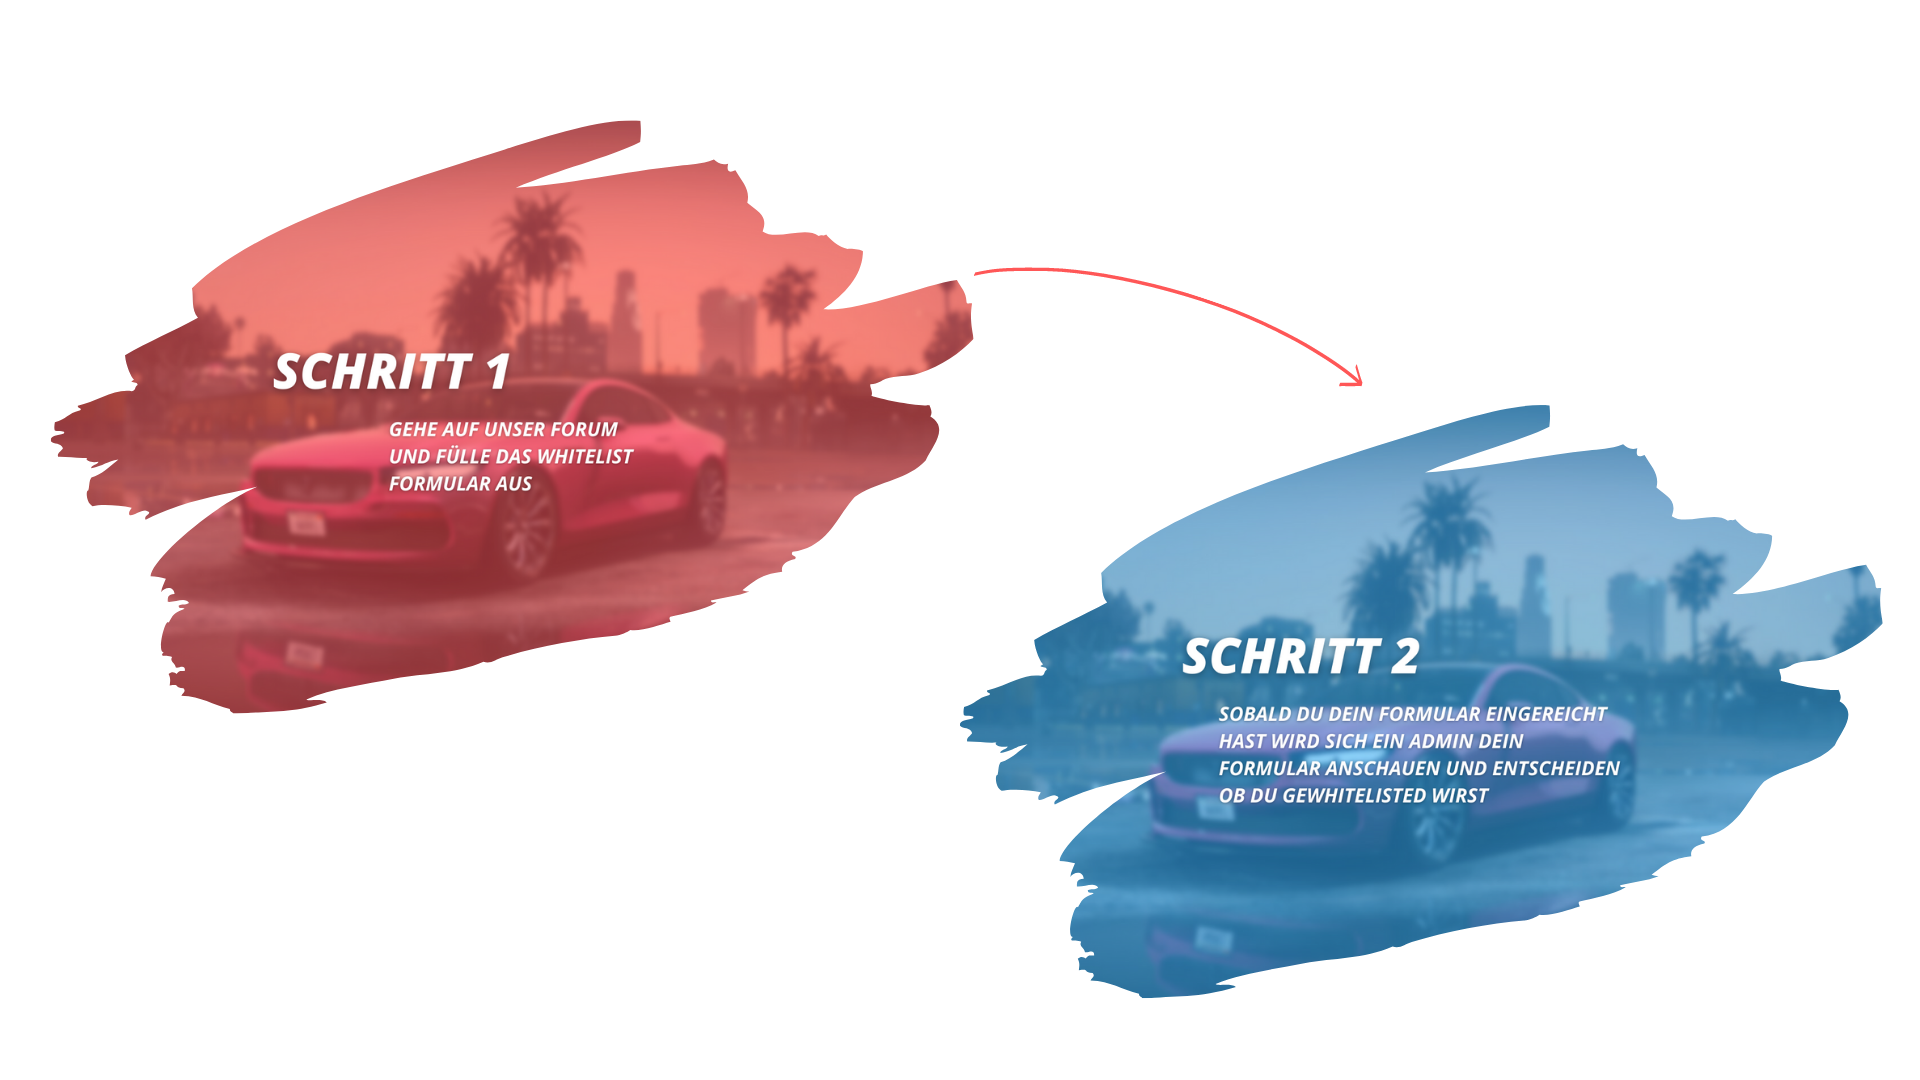 SCHRITT 1
GEHE AUF UNSER FORUM
UND FÜLLE DAS WHITELIST
FORMULAR AUS
SCHRITT 2
SOBALD DU DEIN FORMULAR EINGEREICHT
HAST WIRD SICH EIN ADMIN DEIN
FORMULAR ANSCHAUEN UND ENTSCHEIDEN
OB DU GEWHITELISTED WIRST